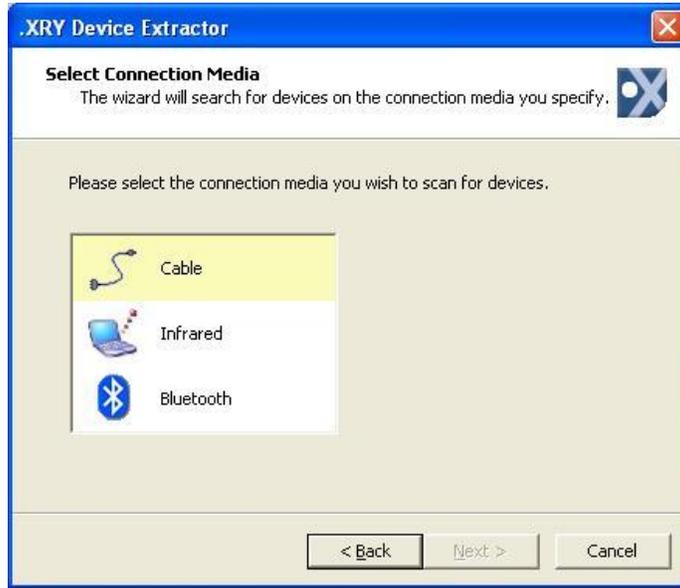 .XRY Device Extractor
Select Connection Media
The wizard will search for devices on the connection media you specify.
Please select the connection media you wish to scan for devices.
Cable
Infrared
Bluetooth
< Back
Next >
Cancel